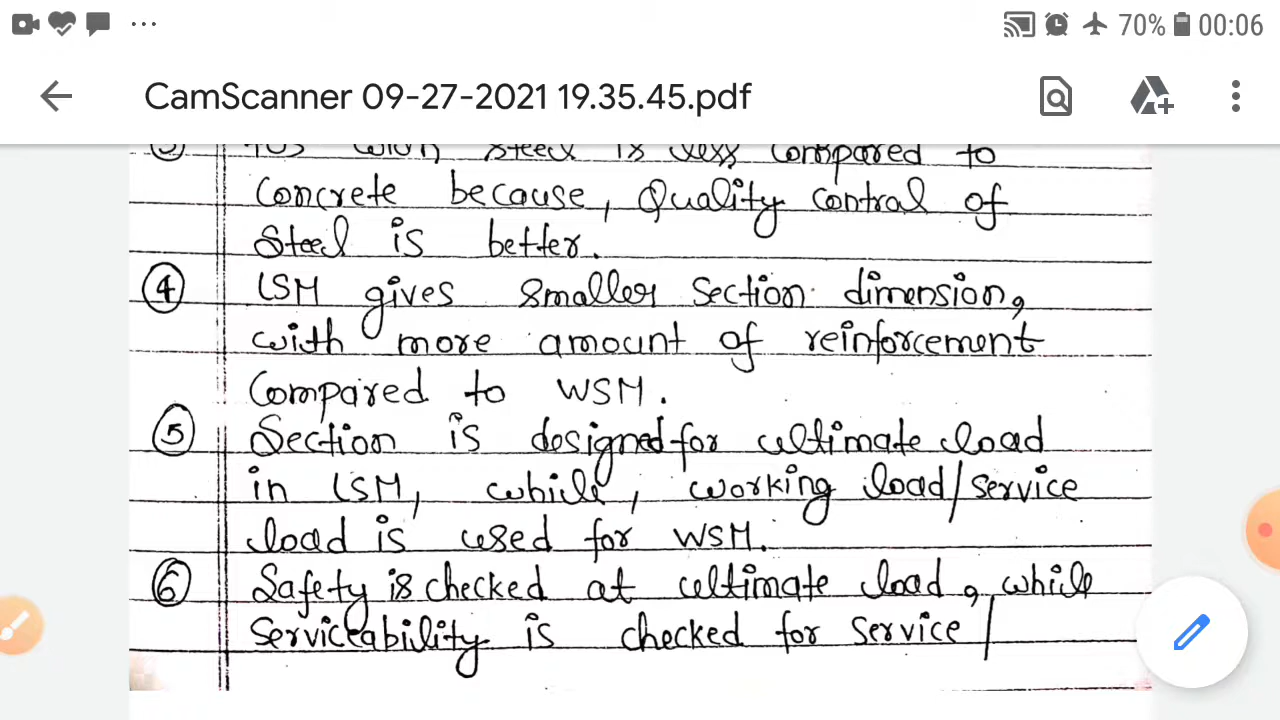 70% 00:06
CamScanner 09-27-2021 19.35.45.pdf
steel is less compared to
Concrete because, Quality control of
Steel is better.
④ LSM gives smaller section dimension,
with more amount of reinforcement
Compaired to WSM.
⑤ Section is designed for ultimate load
in LSM, while, working load/service
load is used for WSM.
⑥ Safety is checked at ultimate load, while
Serviceability is checked for service/